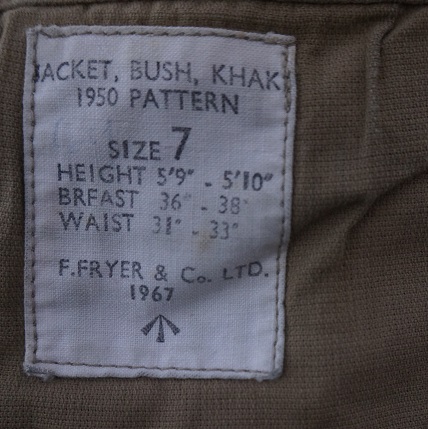 JACKET, BUSH, KHAK
1950 PATTERN
SIZE 7
HEIGHT 5'9" - 5'10"
BREAST 36" - 38"
WAIST 31" - 33"
F.FRYER & Co. LTD.
1967